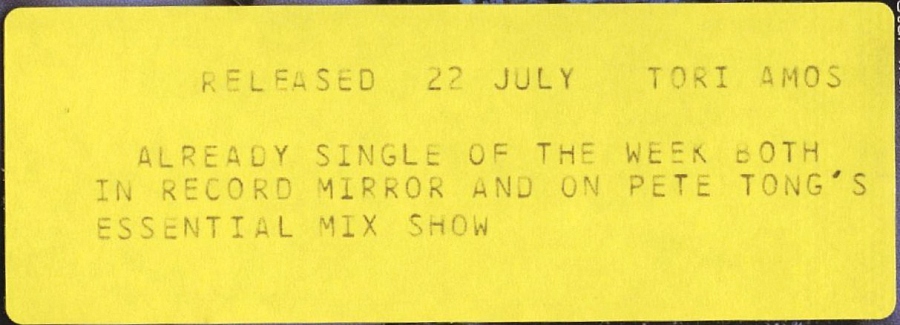 RELEASED 22 JULY TORI AMOS
ALREADY SINGLE OF THE WEEK BOTH
IN RECORD MIRROR AND ON PETE TONG'S
ESSENTIAL MIX SHOW